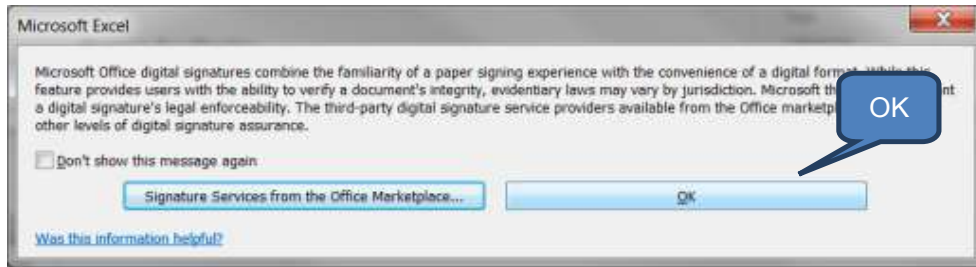 Microsoft Excel
Microsoft Office digital signatures combine the familiarity of a paper signing experience with the convenience of a digital format. While this
feature provides users with the ability to verify a document's integrity, evidentiary laws may vary by jurisdiction. Microsoft
a digital signature's legal enforceability. The third-party digital signature service providers available from the Office
other levels of digital signature assurance.
OK
Don't show this message again
Signature Services from the Office Marketplace...
OK
Was this information helpful?